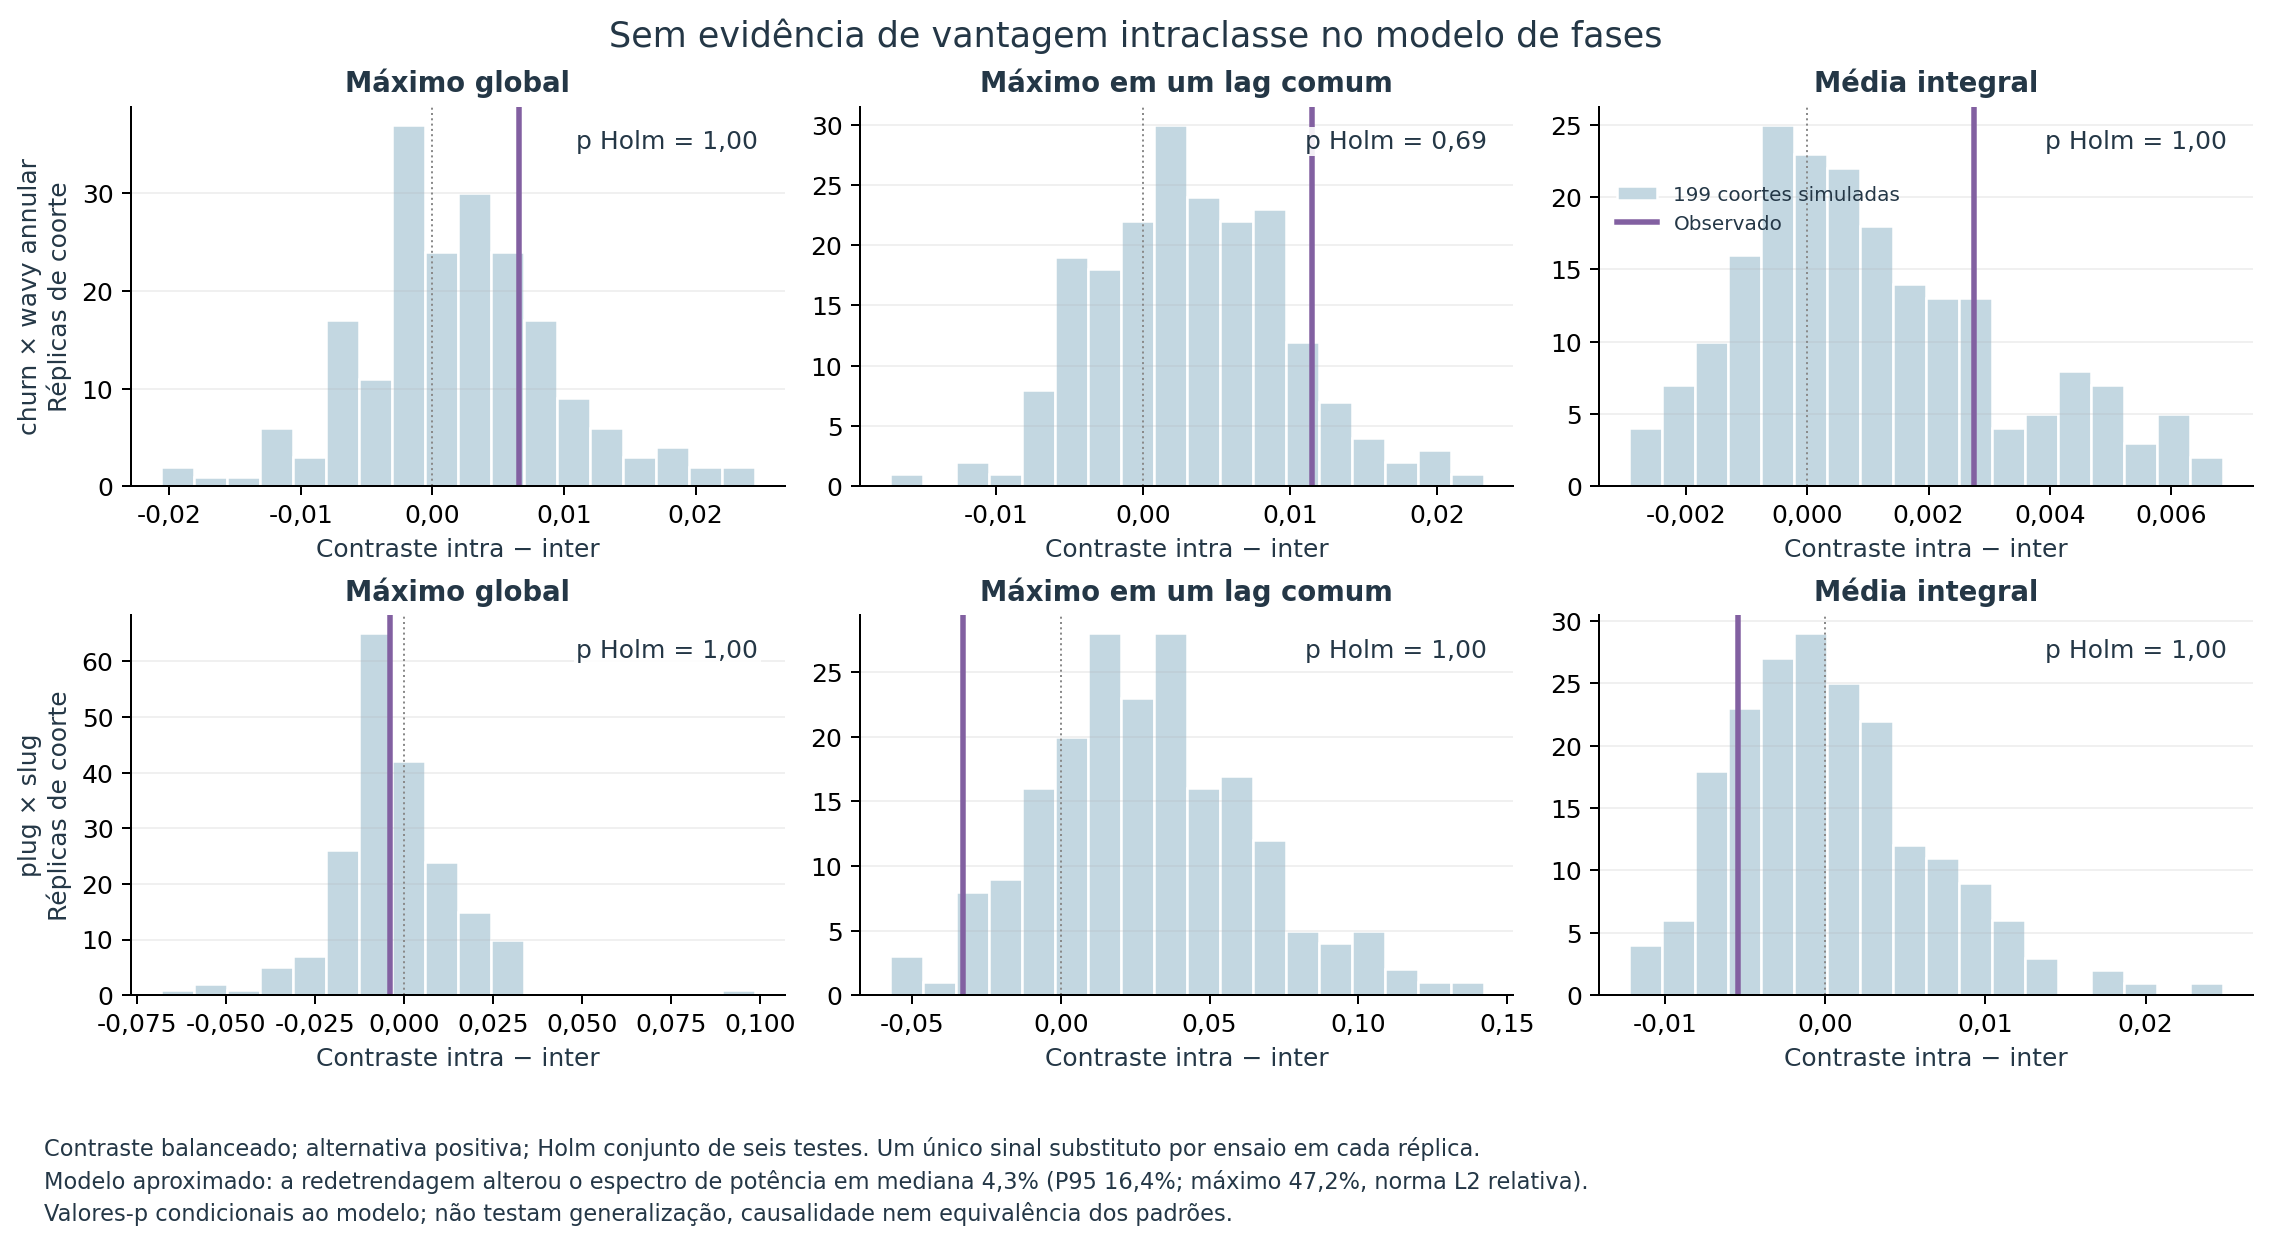 Sem evidência de vantagem intraclasse no modelo de fases
Máximo global
churn × wavy annular
Réplicas de coorte
30
20
10
0
p Holm = 1,00
-0,02 -0,01 0,00 0,01 0,02
Contraste intra − inter
Máximo em um lag comum
30
25
20
15
10
5
0
p Holm = 0,69
-0,01 0,00 0,01 0,02
Contraste intra − inter
Média integral
25
20
15
10
5
0
p Holm = 1,00
199 coortes simuladas
Observado
-0,002 0,000 0,002 0,004 0,006
Contraste intra − inter
Máximo global
plug × slug
Réplicas de coorte
60
50
40
30
20
10
0
p Holm = 1,00
-0,075 -0,050 -0,025 0,000 0,025 0,050 0,075 0,100
Contraste intra − inter
Máximo em um lag comum
25
20
15
10
5
0
p Holm = 1,00
-0,05 0,00 0,05 0,10 0,15
Contraste intra − inter
Média integral
30
25
20
15
10
5
0
p Holm = 1,00
-0,01 0,00 0,01 0,02
Contraste intra − inter
Contraste balanceado; alternativa positiva; Holm conjunto de seis testes. Um único sinal substituto por ensaio em cada réplica.
Modelo aproximado: a redetrendagem alterou o espectro de potência em mediana 4,3% (P95 16,4%; máximo 47,2%, norma L2 relativa).
Valores-p condicionais ao modelo; não testam generalização, causalidade nem equivalência dos padrões.